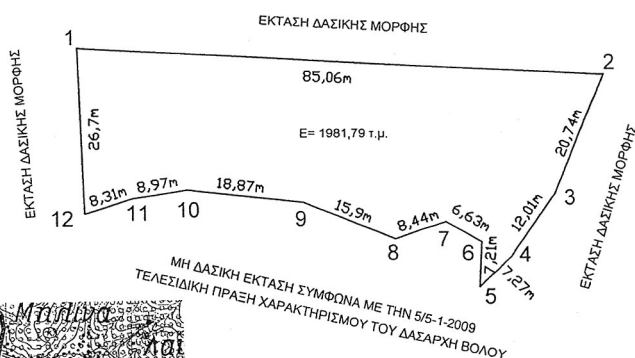 ΕΚΤΑΣΗ ΔΑΣΙΚΗΣ ΜΟΡΦΗΣ
1
2
85,06m
ΕΚΤΑΣΗ ΔΑΣΙΚΗΣ ΜΟΡΦΗΣ
26,7m
E= 1981,79 τ.μ.
20,74m
ΕΚΤΑΣΗ ΔΑΣΙΚΗΣ ΜΟΡΦΗΣ
12
8,31m
11
8,97m
10
18,87m
9
15,9m
8
8,44m
7
6,63m
6
7,21m
5
7,27m
4
12,01m
3
ΜΗ ΔΑΣΙΚΗ ΕΚΤΑΣΗ ΣΥΜΦΩΝΑ ΜΕ ΤΗΝ 5/5-1-2009
ΤΕΛΕΣΙΔΙΚΗ ΠΡΑΞΗ ΧΑΡΑΚΤΗΡΙΣΜΟΥ ΤΟΥ ΔΑΣΑΡΧΗ ΒΟΛΟΥ